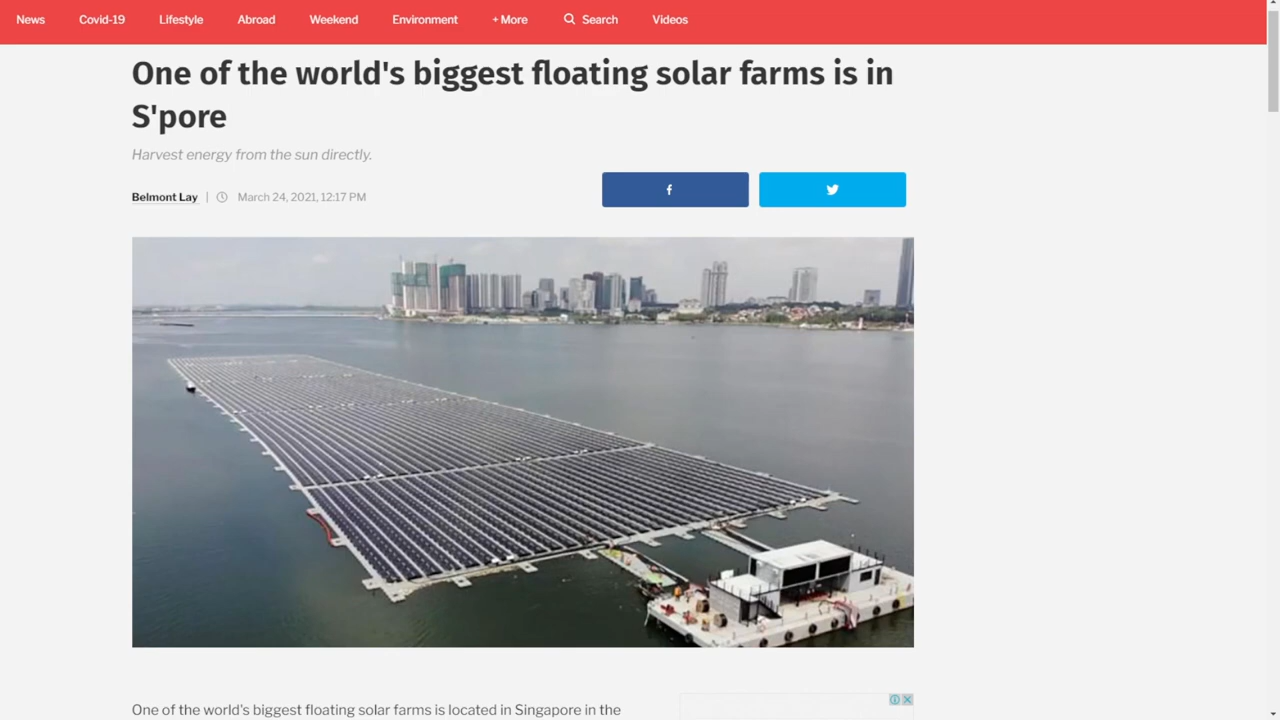 News Covid-19 Lifestyle Abroad Weekend Environment + More Search Videos
One of the world's biggest floating solar farms is in
S'pore
Harvest energy from the sun directly.
Belmont Lay | March 24, 2021, 12:17 PM
One of the world's biggest floating solar farms is located in Singapore in the